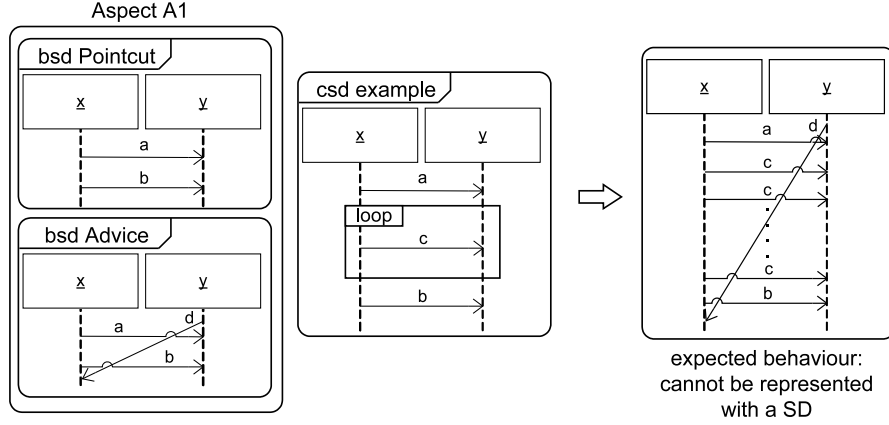 Aspect A1
bsd Pointcut
x y
a
b
bsd Advice
x y
d
a
b
csd example
x y
a
loop
c
b
x y
d
a
c
c
c
b
expected behaviour:
cannot be represented
with a SD